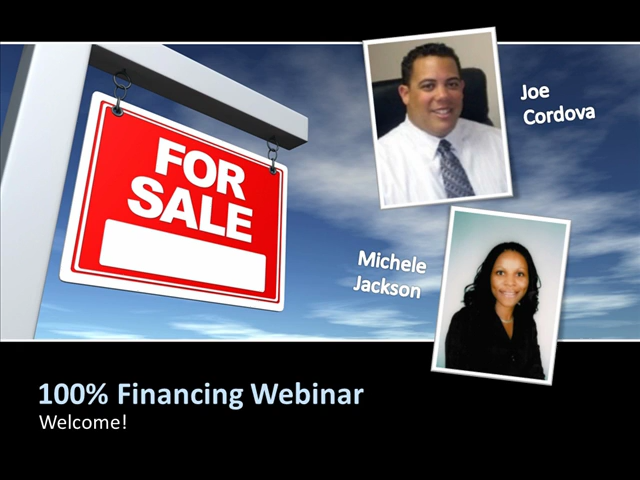 FOR
SALE
Joe
Cordova
Michele
Jackson
100% Financing Webinar
Welcome!